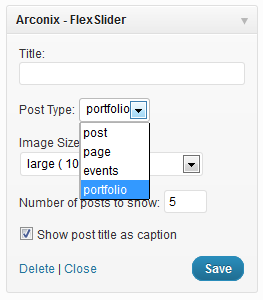 Arconix - FlexSlider
Title:
Post Type: portfolio
post
page
events
portfolio
Image Size
large ( 10
Number of posts to show: 5
Show post title as caption
Delete | Close
Save